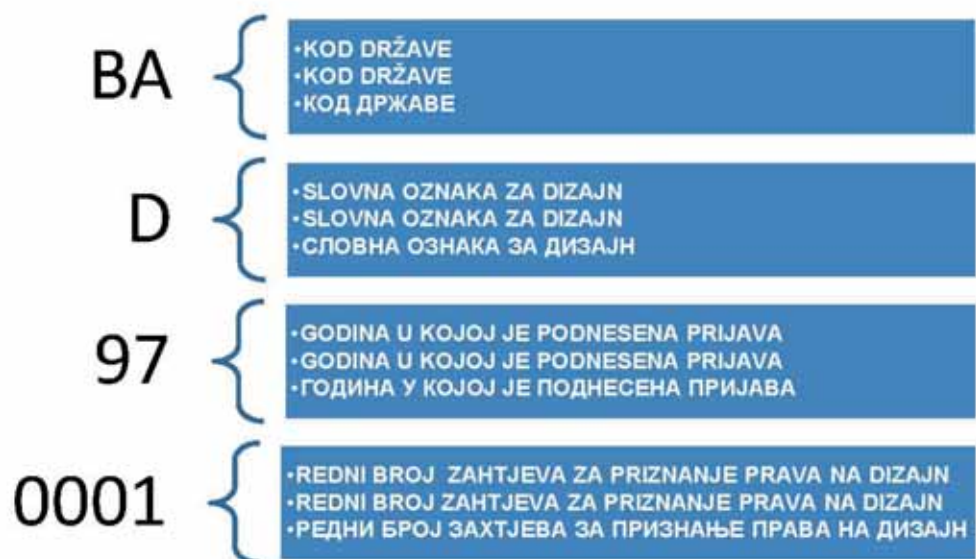 BA
•KOD DRŽAVE
•KOD DRŽAVE
•КОД ДРЖАВЕ
D
•SLOVNA OZNAKA ZA DIZAJN
•SLOVNA OZNAKA ZA DIZAJN
•СЛОВНА ОЗНАКА ЗА ДИЗАЈН
97
•GODINA U KOJOJ JE PODNESENA PRIJAVA
•GODINA U KOJOJ JE PODNESENA PRIJAVA
•ГОДИНА У КОЈОЈ ЈЕ ПОДНЕСЕНА ПРИЈАВА
0001
•REDNI BROJ ZAHTJEVA ZA PRIZNANJE PRAVA NA DIZAJN
•REDNI BROJ ZAHTJEVA ZA PRIZNANJE PRAVA NA DIZAJN
•РЕДНИ БРОЈ ЗАХТЈЕВА ЗА ПРИЗНАЊЕ ПРАВА НА ДИЗАЈН